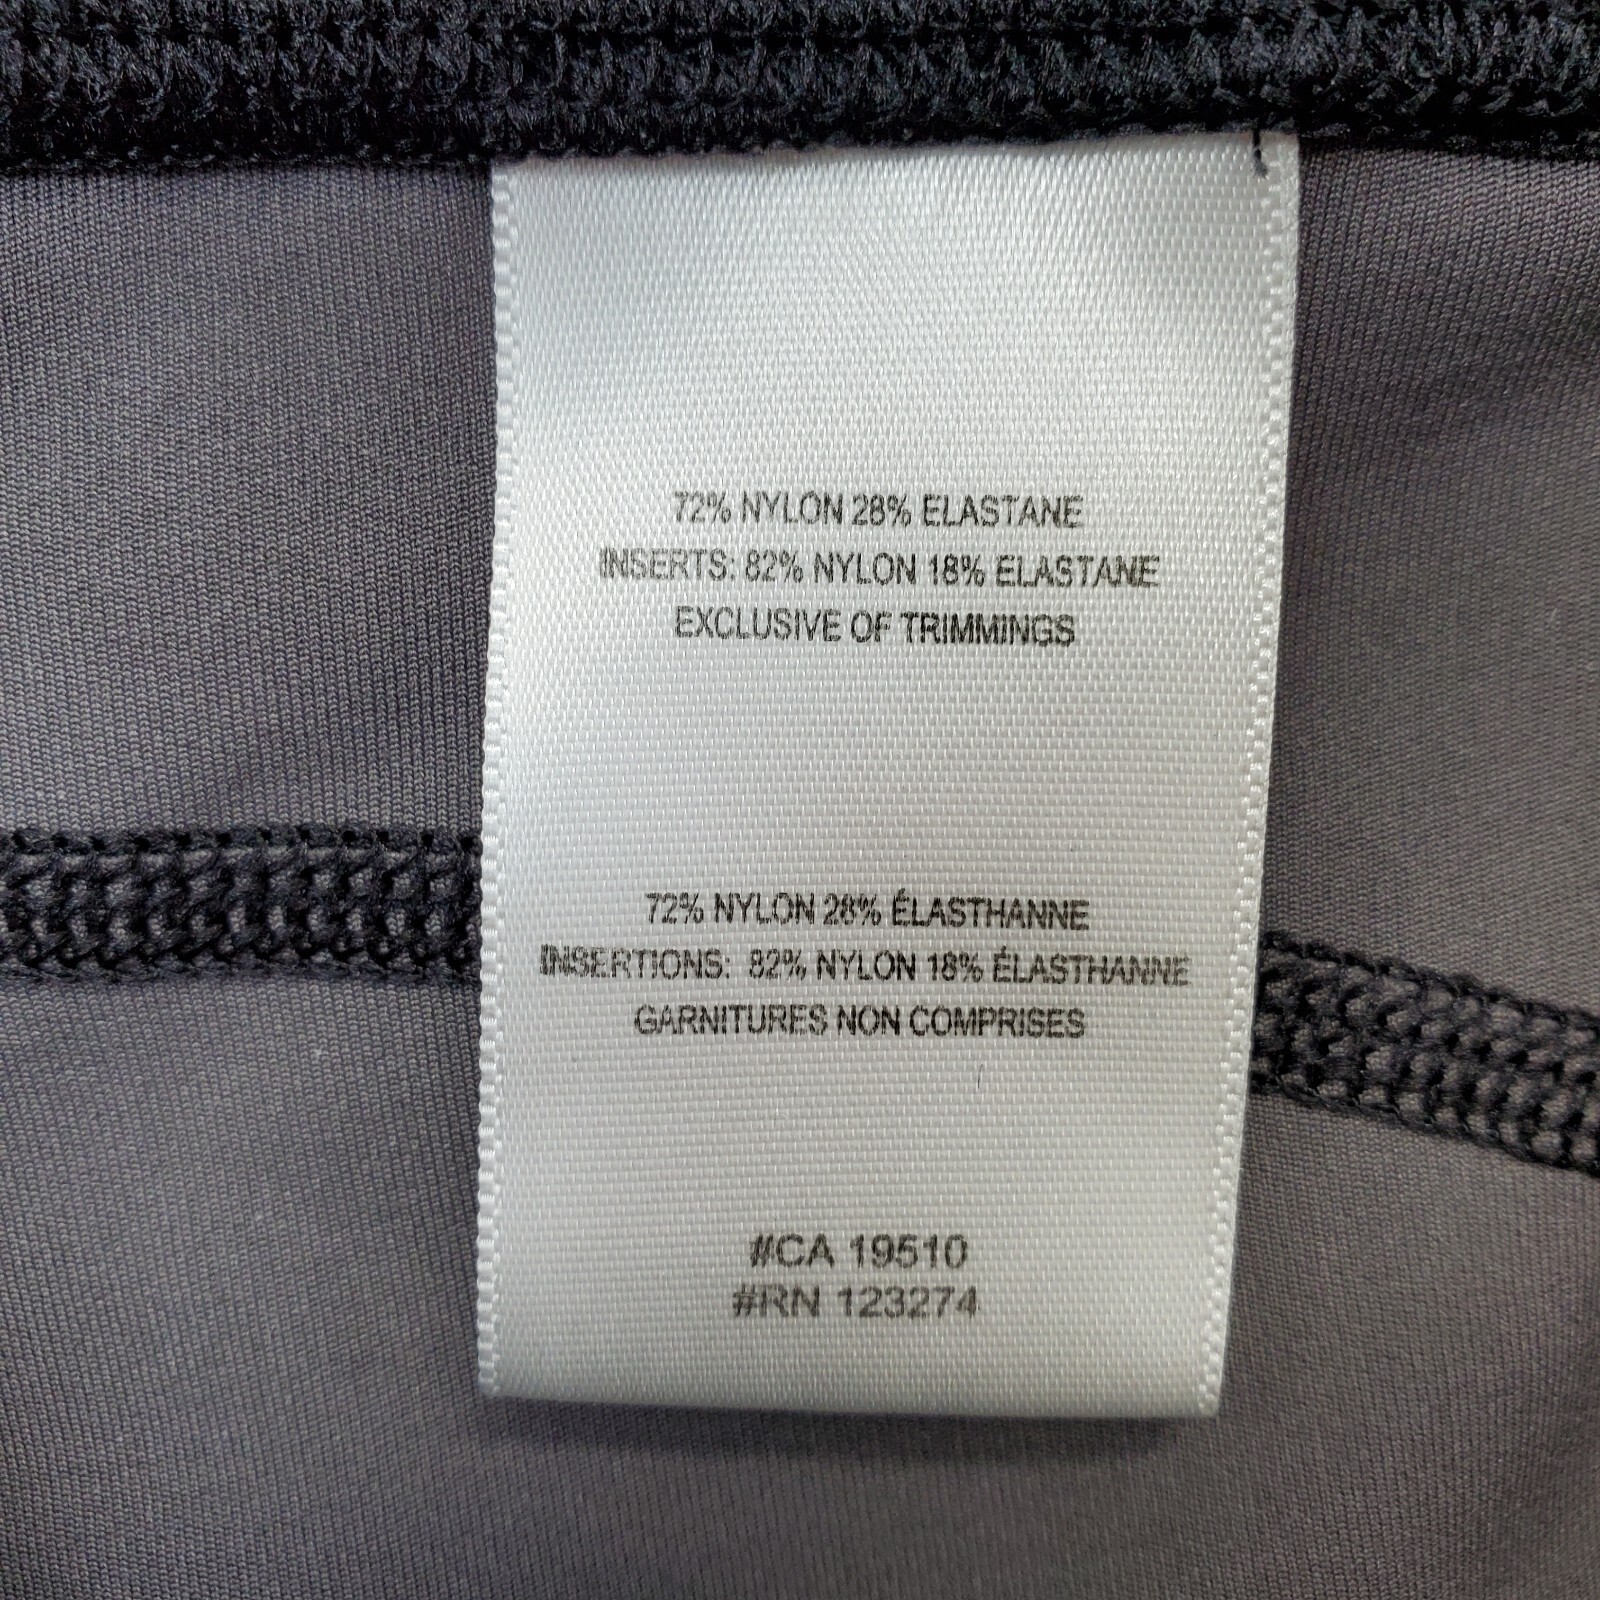 72% NYLON 28% ELASTANE
INSERTS: 82% NYLON 18% ELASTANE
EXCLUSIVE OF TRIMMINGS
72% NYLON 28% ÉLASTHANNE
INSERTIONS: 82% NYLON 18% ÉLASTHANNE
GARNITURES NON COMPRISES
#CA 19510
#RN 123274